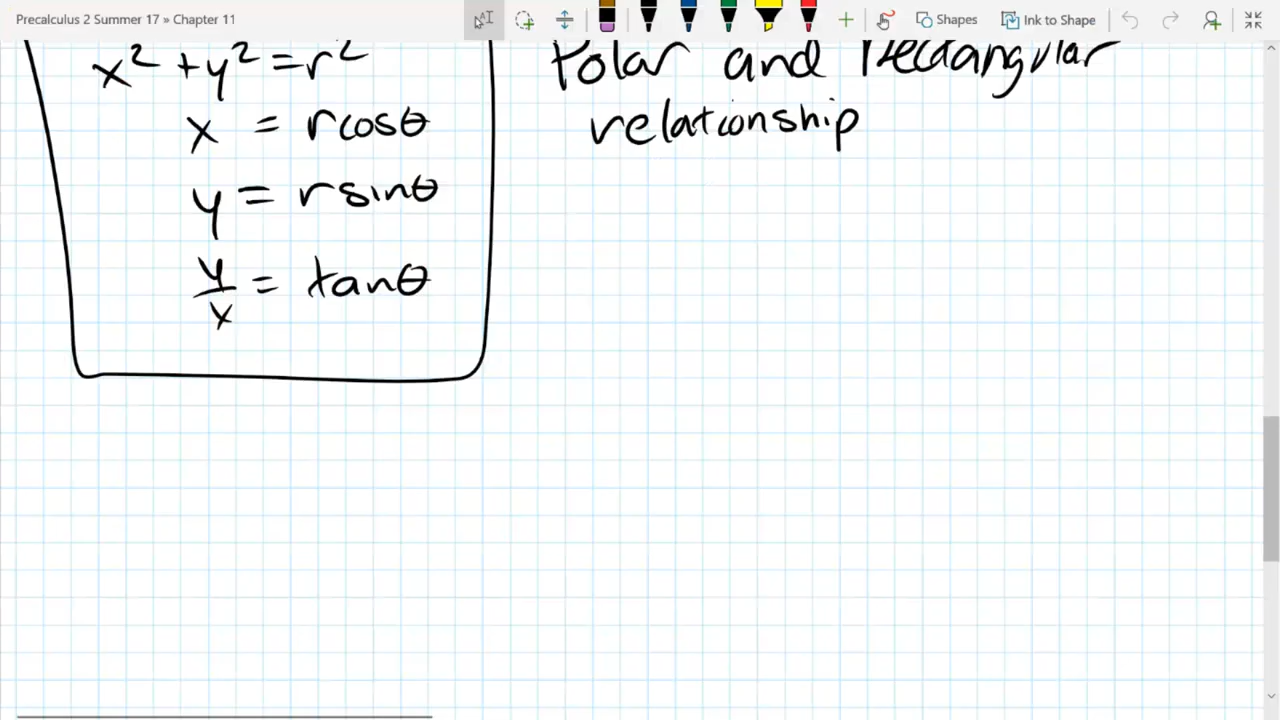 Precalculus 2 Summer 17 » Chapter 11
Shapes
Ink to Shape
x² + y² = r²
x = rcosθ
y = rsinθ
y/x = tanθ
Polar and Rectangular
relationship